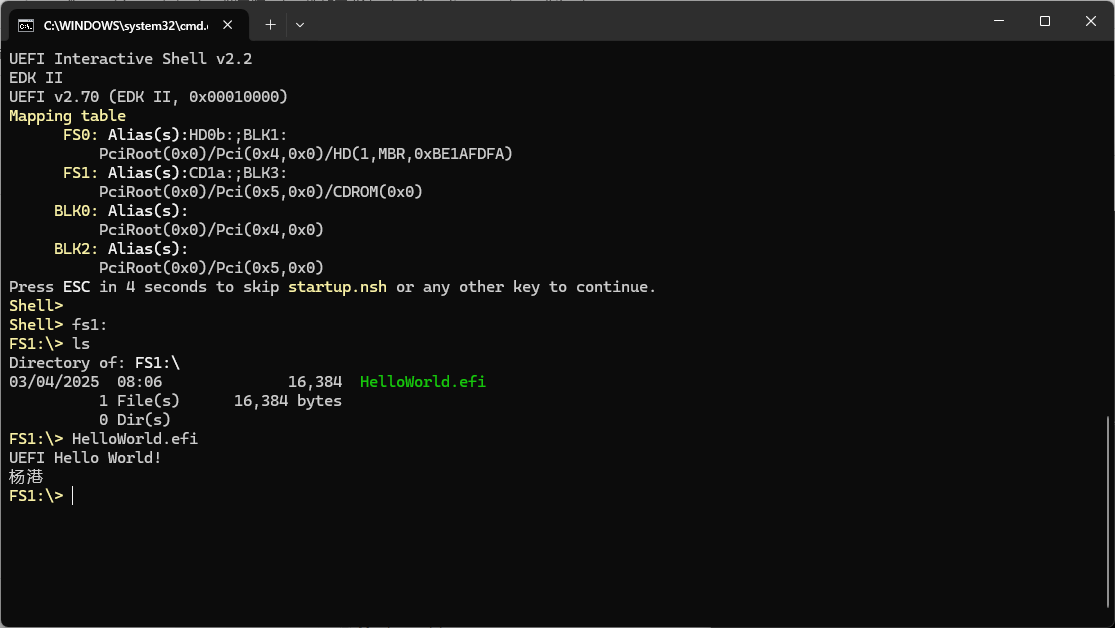 C:\WINDOWS\system32\cmd.
UEFI Interactive Shell v2.2
EDK II
UEFI v2.70 (EDK II, 0x00010000)
Mapping table
      FS0: Alias(s):HD0b:;BLK1:
          PciRoot(0x0)/Pci(0x4,0x0)/HD(1,MBR,0xBE1AFDFA)
      FS1: Alias(s):CD1a:;BLK3:
          PciRoot(0x0)/Pci(0x5,0x0)/CDROM(0x0)
     BLK0: Alias(s):
          PciRoot(0x0)/Pci(0x4,0x0)
     BLK2: Alias(s):
          PciRoot(0x0)/Pci(0x5,0x0)
Press ESC in 4 seconds to skip startup.nsh or any other key to continue.
Shell>
Shell> fs1:
FS1:\> ls
Directory of: FS1:\
03/04/2025  08:06              16,384  HelloWorld.efi
          1 File(s)      16,384 bytes
          0 Dir(s)
FS1:\> HelloWorld.efi
UEFI Hello World!
杨港
FS1:\>